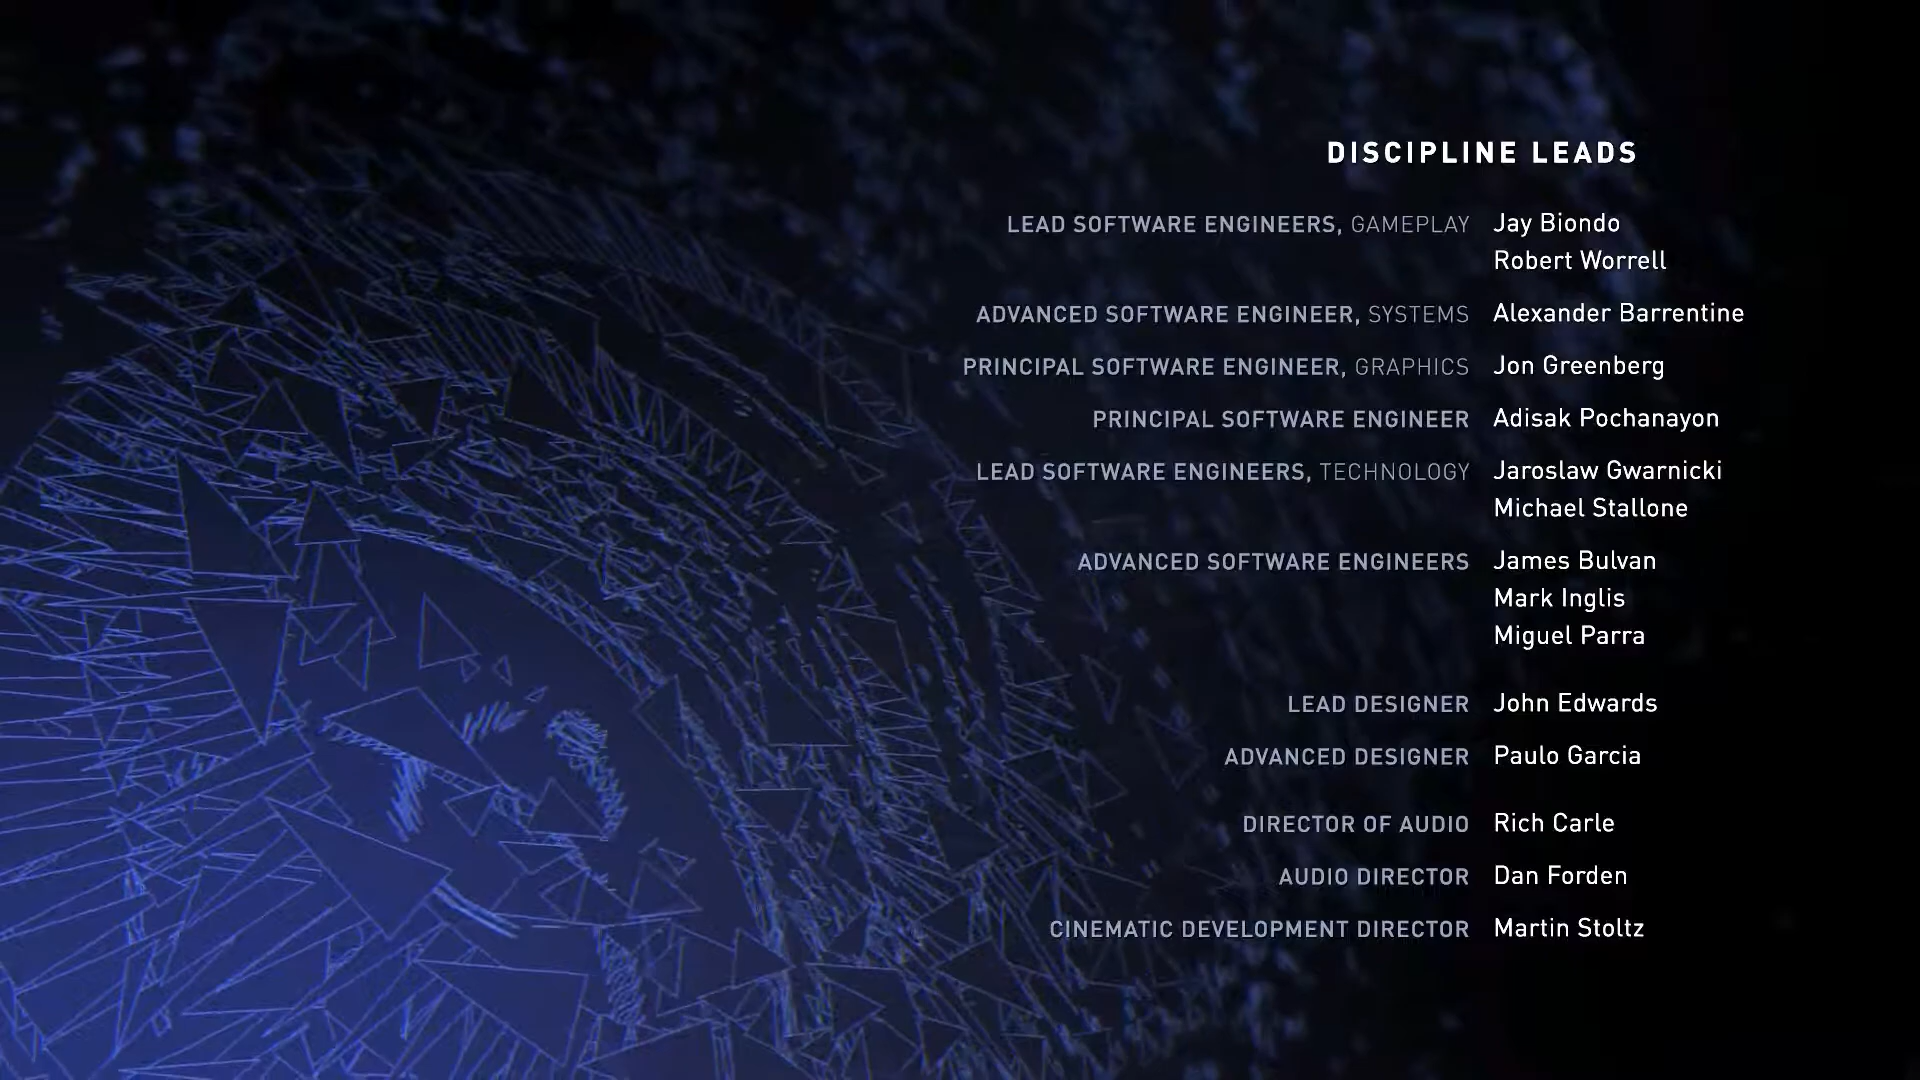 DISCIPLINE LEADS
LEAD SOFTWARE ENGINEERS, GAMEPLAY Jay Biondo
Robert Worrell
ADVANCED SOFTWARE ENGINEER, SYSTEMS Alexander Barrentine
PRINCIPAL SOFTWARE ENGINEER, GRAPHICS Jon Greenberg
PRINCIPAL SOFTWARE ENGINEER Adisak Pochanayon
LEAD SOFTWARE ENGINEERS, TECHNOLOGY Jaroslaw Gwarnicki
Michael Stallone
ADVANCED SOFTWARE ENGINEERS James Bulvan
Mark Inglis
Miguel Parra
LEAD DESIGNER John Edwards
ADVANCED DESIGNER Paulo Garcia
DIRECTOR OF AUDIO Rich Carle
AUDIO DIRECTOR Dan Forden
CINEMATIC DEVELOPMENT DIRECTOR Martin Stoltz